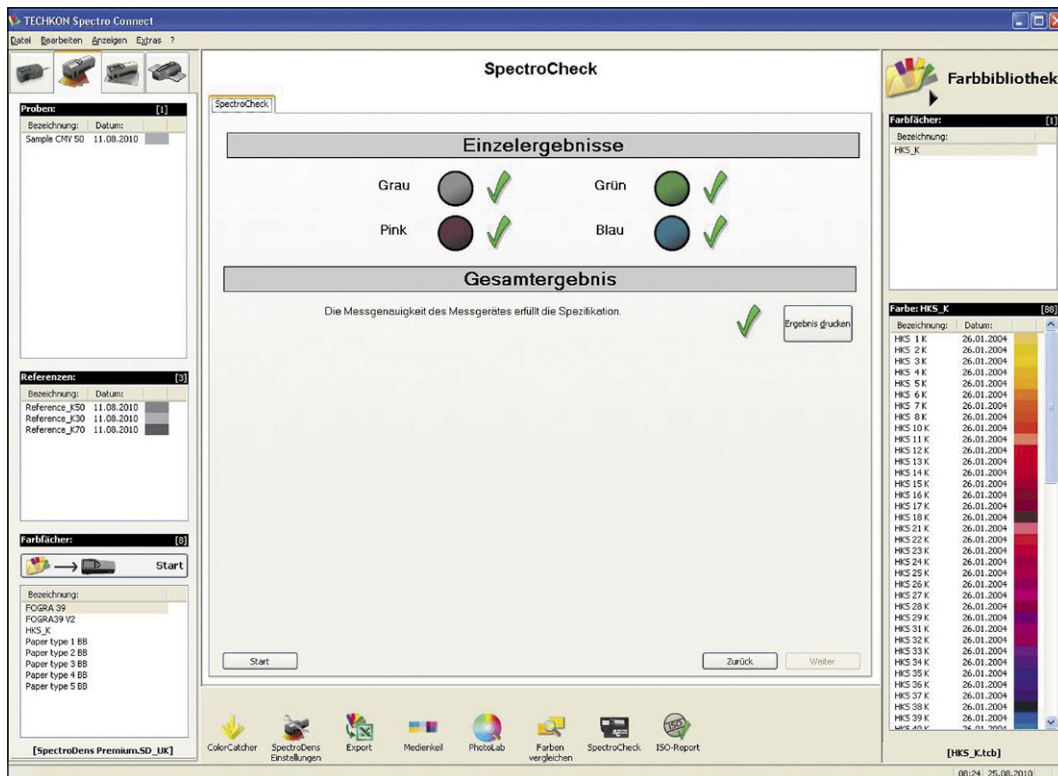 TECHKON Spectro Connect
Datei Bearbeiten Anzeigen Extras ?
Proben: [1]
Bezeichnung: Datum:
Sample CMY 50 11.08.2010
Referenzen: [3]
Bezeichnung: Datum:
Reference_K50 11.08.2010
Reference_K30 11.08.2010
Reference_K70 11.08.2010
Farbfächer: [8]
Start
Bezeichnung:
FOGRA 39
FOGRA39 V2
HKS_K
Paper type 1 BB
Paper type 2 BB
Paper type 3 BB
Paper type 4 BB
Paper type 5 BB
[SpectroDens Premium.SD_UK]
SpectroCheck
SpectroCheck
Einzelergebnisse
Grau Grün
Pink Blau
Gesamtergebnis
Die Messgenauigkeit des Messgerätes erfüllt die Spezifikation.
Ergebnis drucken
Start Zurück Weiter
ColorCatcher SpectroDens Einstellungen Export Medienkeil PhotoLab Farben vergleichen SpectroCheck ISO-Report
ISO
Farbbibliothek
Farbfächer: [1]
Bezeichnung:
HKS_K
Farbe: HKS_K [88]
Bezeichnung: Datum:
HKS 1 K 26.01.2004
HKS 2 K 26.01.2004
HKS 3 K 26.01.2004
HKS 4 K 26.01.2004
HKS 5 K 26.01.2004
HKS 6 K 26.01.2004
HKS 7 K 26.01.2004
HKS 8 K 26.01.2004
HKS 10 K 26.01.2004
HKS 11 K 26.01.2004
HKS 12 K 26.01.2004
HKS 13 K 26.01.2004
HKS 14 K 26.01.2004
HKS 15 K 26.01.2004
HKS 16 K 26.01.2004
HKS 17 K 26.01.2004
HKS 18 K 26.01.2004
HKS 21 K 26.01.2004
HKS 22 K 26.01.2004
HKS 23 K 26.01.2004
HKS 24 K 26.01.2004
HKS 25 K 26.01.2004
HKS 26 K 26.01.2004
HKS 27 K 26.01.2004
HKS 28 K 26.01.2004
HKS 29 K 26.01.2004
HKS 31 K 26.01.2004
HKS 32 K 26.01.2004
HKS 33 K 26.01.2004
HKS 34 K 26.01.2004
HKS 35 K 26.01.2004
HKS 36 K 26.01.2004
HKS 37 K 26.01.2004
HKS 38 K 26.01.2004
HKS 39 K 26.01.2004
HKS 40 K 26.01.2004
[HKS_K.tcb]
08:24 25.08.2010